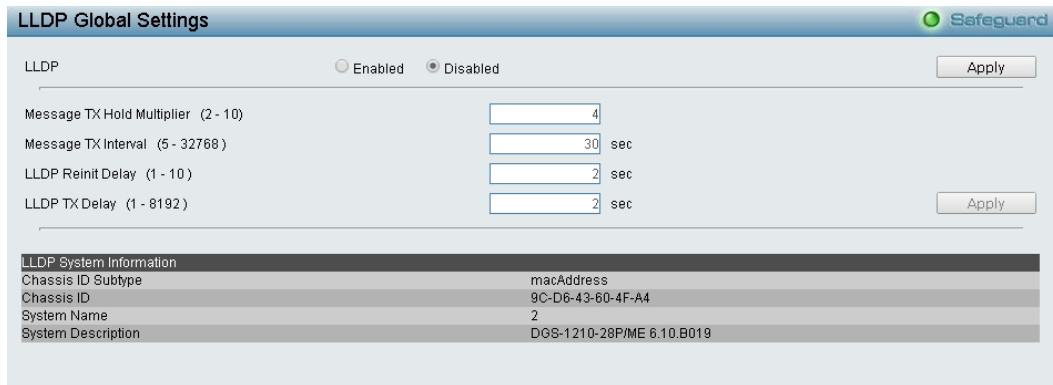 LLDP Global Settings
Safeguard
LLDP Enabled Disabled Apply
Message TX Hold Multiplier (2 - 10) 4
Message TX Interval (5 - 32768) 30 sec
LLDP Reinit Delay (1 - 10) 2 sec
LLDP TX Delay (1 - 8192) 2 sec Apply
LLDP System Information
Chassis ID Subtype macAddress
Chassis ID 9C-D6-43-60-4F-A4
System Name 2
System Description DGS-1210-28P/ME 6.10.B019